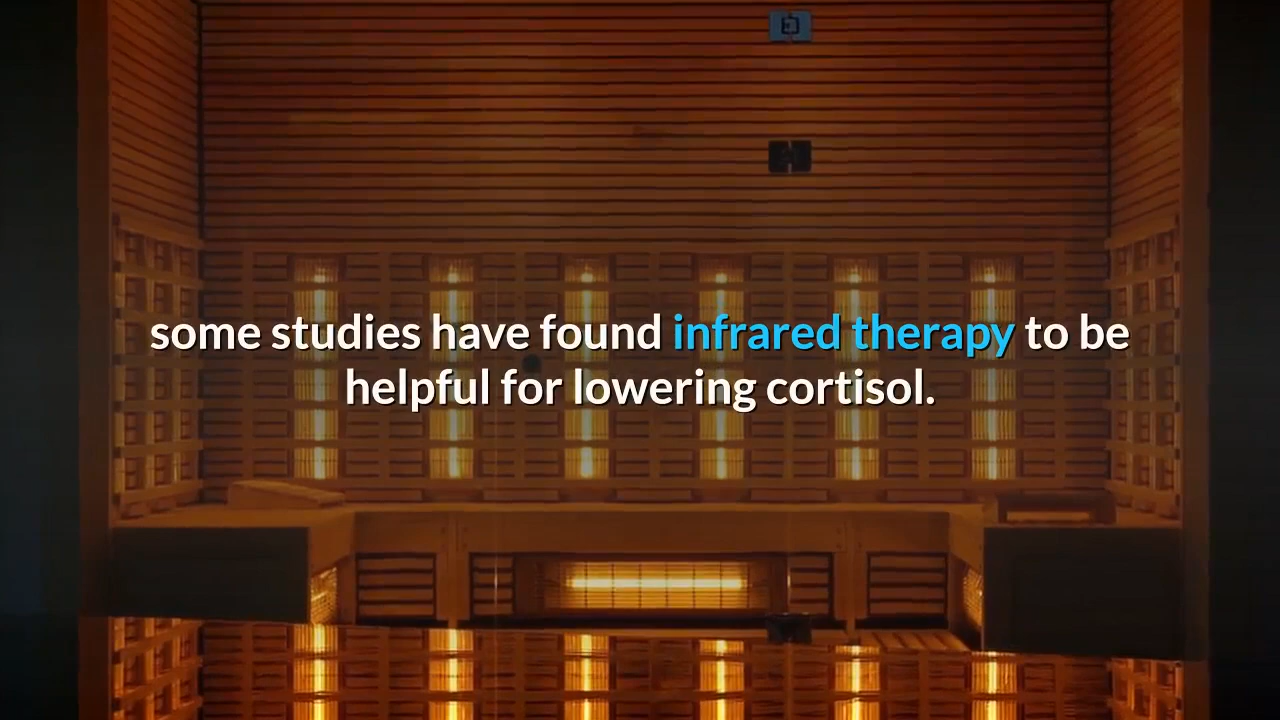 some studies have found infrared therapy to be
helpful for lowering cortisol.